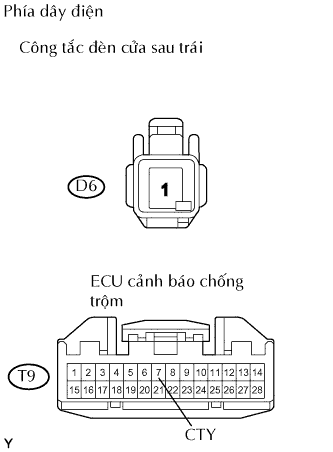 Phía dây điện
Công tắc đèn cửa sau trái
D6
1
ECU cảnh báo chống
trộm
T9
1 2 3 4 5 6 7 8 9 10 11 12 13 14
15 16 17 18 19 20 21 22 23 24 25 26 27 28
CTY
Y